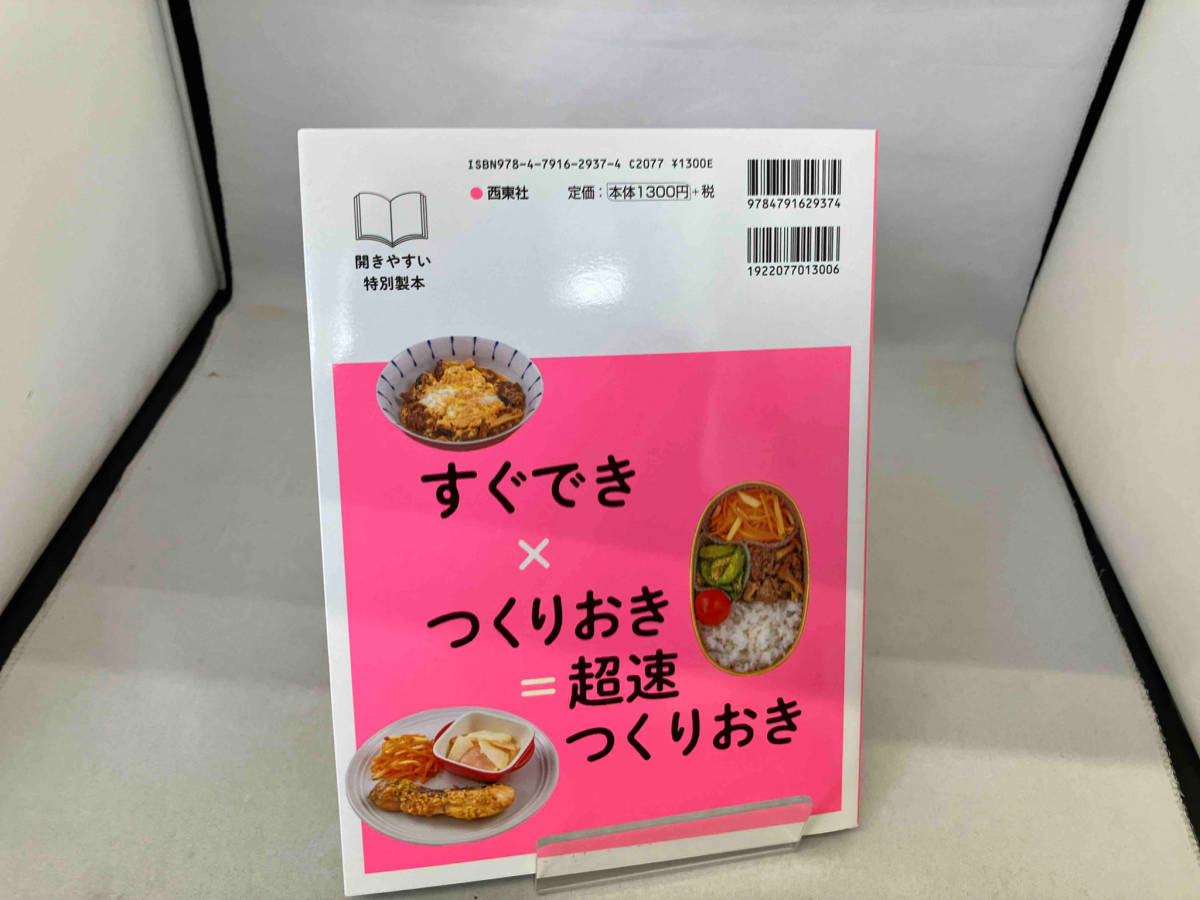 ISBN978-4-7916-2937-4 C2077 ¥1300E
西東社 定価：本体1300円+税
9784791629374
1922077013006
開きやすい
特別製本
すぐでき
×
つくりおき
=超速
つくりおき